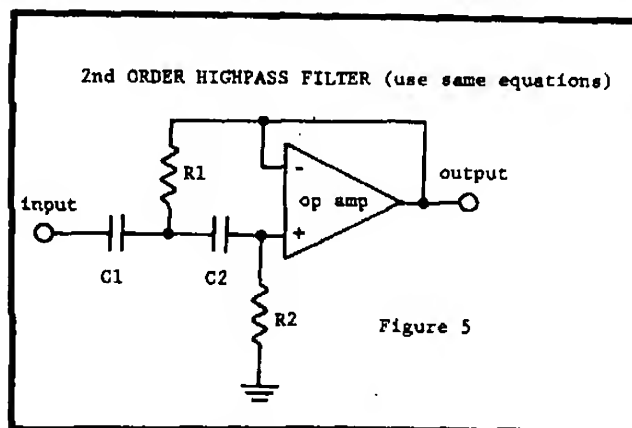 2nd ORDER HIGHPASS FILTER (use same equations)
R1
-
output
input
op amp
+
C1
C2
R2
Figure 5